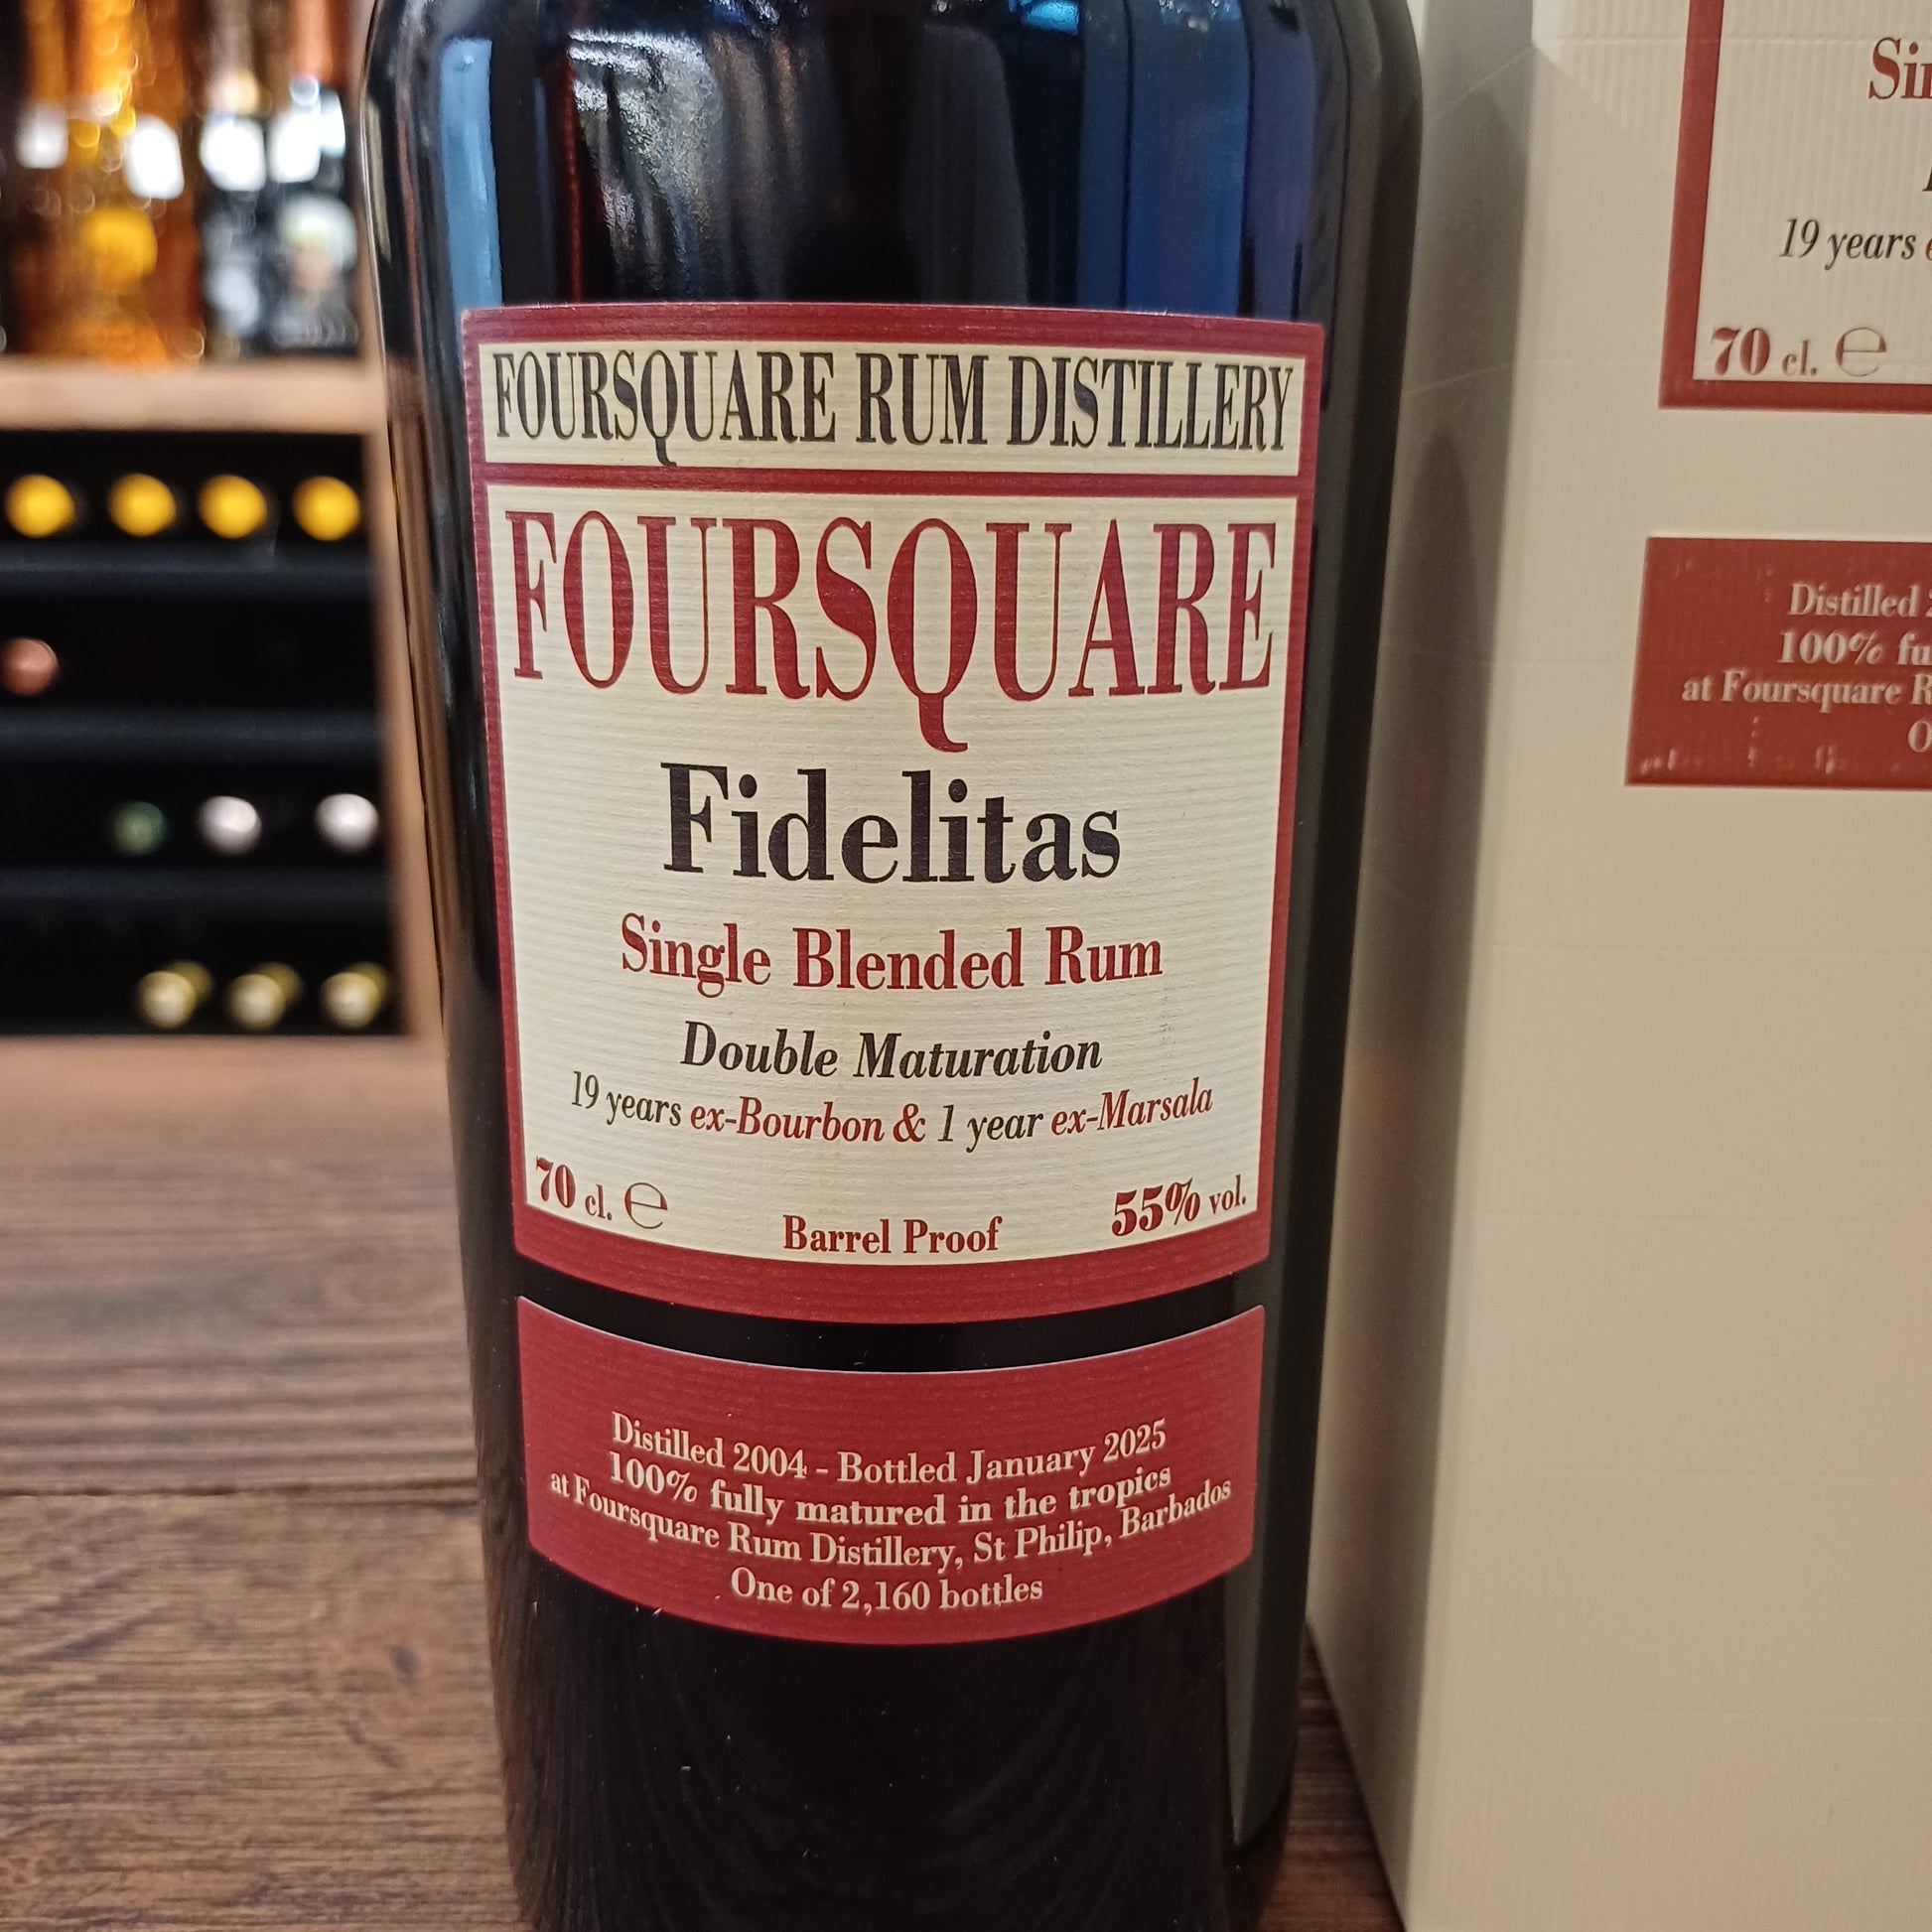 FOURSQUARE RUM DISTILLERY
FOURSQUARE
Fidelitas
Single Blended Rum
Double Maturation
19 years ex-Bourbon & 1 year ex-Marsala
70 cl. ℮
Barrel Proof
55% vol.
Distilled 2004 - Bottled January 2025
100% fully matured in the tropics
at Foursquare Rum Distillery, St Philip, Barbados
One of 2,160 bottles
19 years
70 cl. ℮
Distilled
100%
at Foursquare